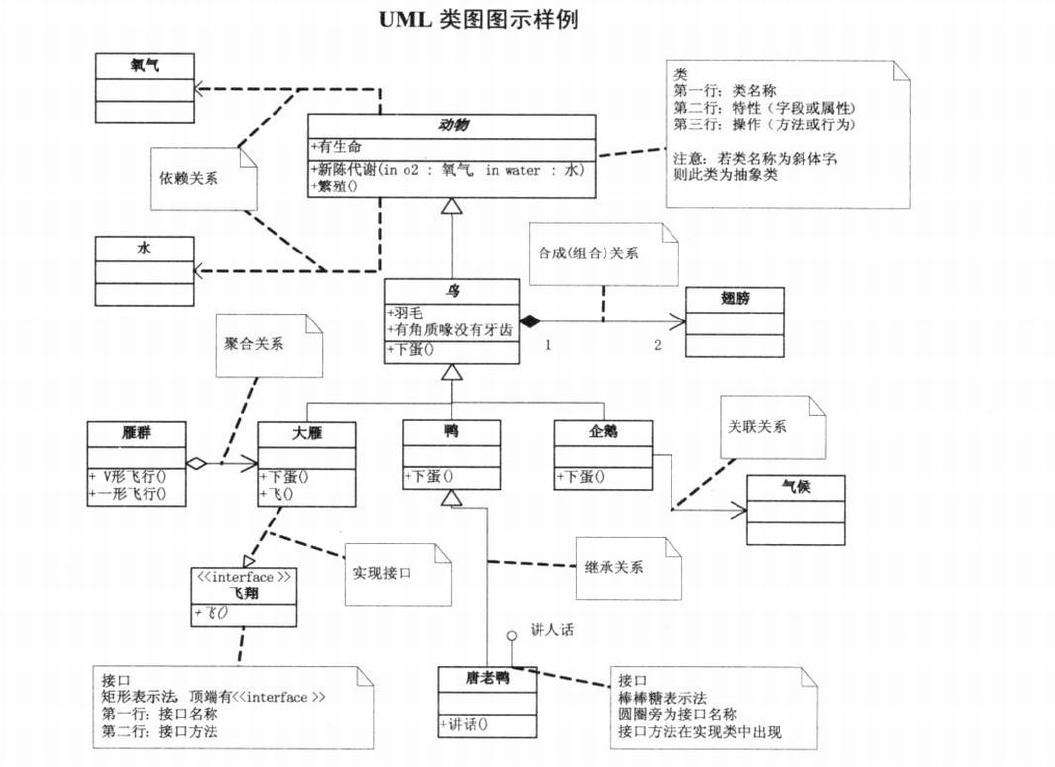 UML 类图图示样例
氧气
类
第一行：类名称
第二行：特性（字段或属性）
第三行：操作（方法或行为）
注意：若类名称为斜体字，
则此类为抽象类
动物
+有生命
+新陈代谢(in o2 : 氧气, in water : 水)
+繁殖()
依赖关系
水
合成(组合)关系
鸟
+羽毛
+有角质喙没有牙齿
+下蛋()
翅膀
1
2
聚合关系
雁群
+ V形飞行()
+一形飞行()
大雁
+下蛋()
+飞()
鸭
+下蛋()
企鹅
+下蛋()
关联关系
气候
实现接口
继承关系
<<interface>>
飞翔
+飞()
讲人话
接口
矩形表示法，顶端有<<interface>>
第一行：接口名称
第二行：接口方法
唐老鸭
+讲话()
接口
棒棒糖表示法
圆圈旁为接口名称
接口方法在实现类中出现